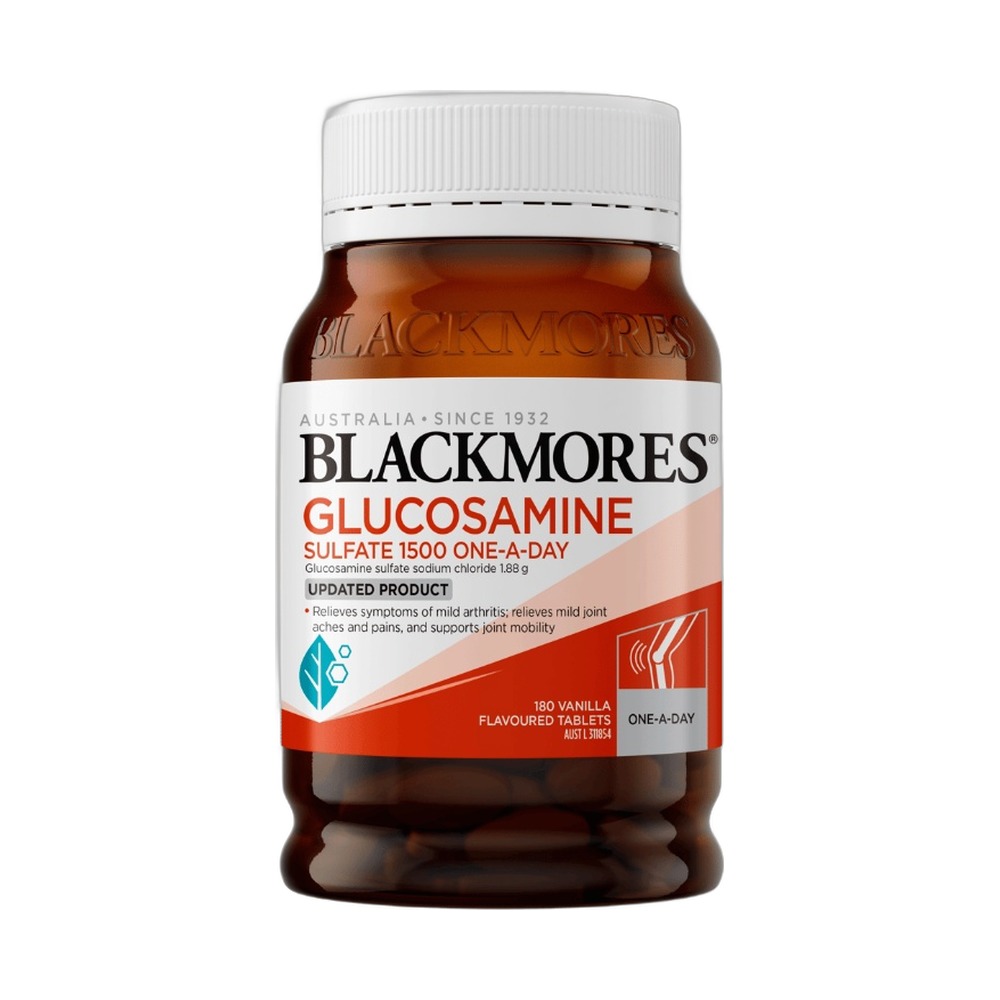 BLACKMORES
AUSTRALIA • SINCE 1932
BLACKMORES®
GLUCOSAMINE
SULFATE 1500 ONE-A-DAY
Glucosamine sulfate sodium chloride 1.88 g
UPDATED PRODUCT
• Relieves symptoms of mild arthritis; relieves mild joint
aches and pains, and supports joint mobility
180 VANILLA
FLAVOURED TABLETS
AUST L 311854
ONE-A-DAY